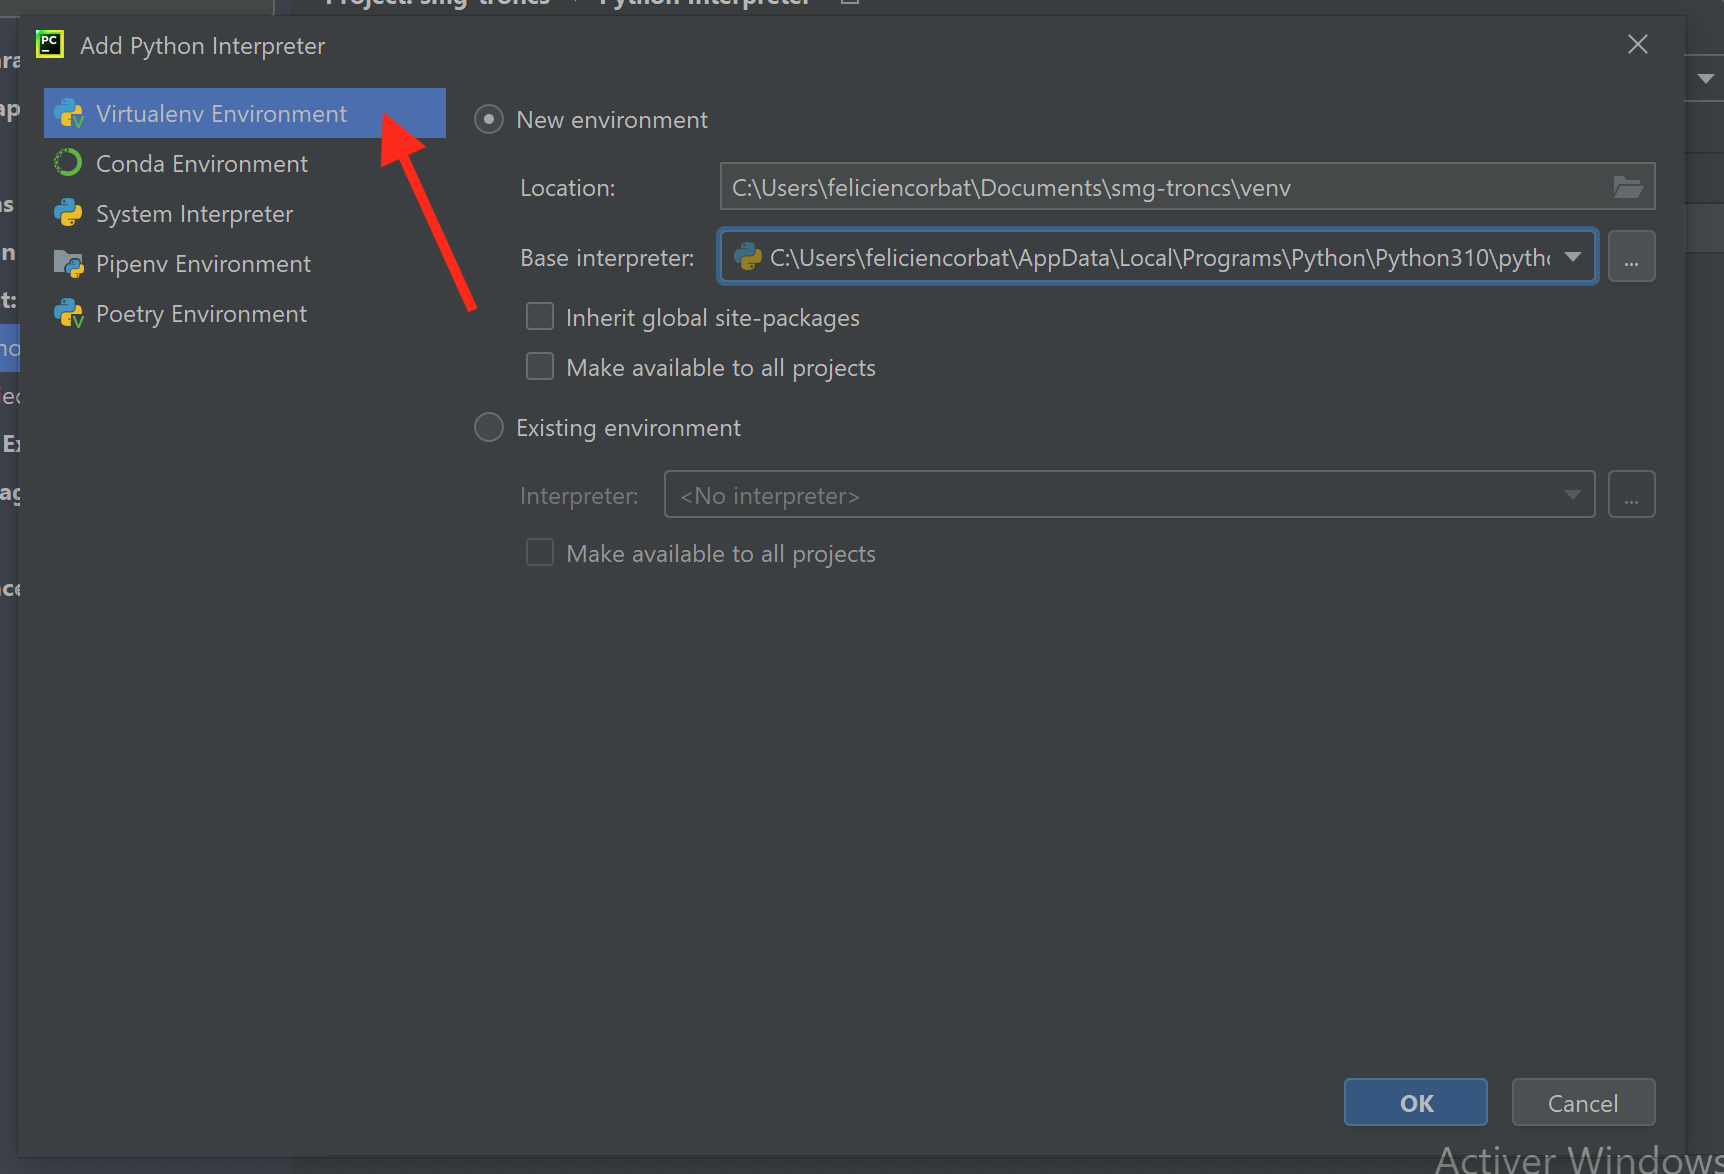 Project: smg-troncs › Python Interpreter
PC
Add Python Interpreter
Virtualenv Environment
Conda Environment
System Interpreter
Pipenv Environment
Poetry Environment
New environment
Location:
C:\Users\feliciencorbat\Documents\smg-troncs\venv
Base interpreter:
C:\Users\feliciencorbat\AppData\Local\Programs\Python\Python310\pytho
...
Inherit global site-packages
Make available to all projects
Existing environment
Interpreter:
<No interpreter>
...
Make available to all projects
OK
Cancel
Activer Windows